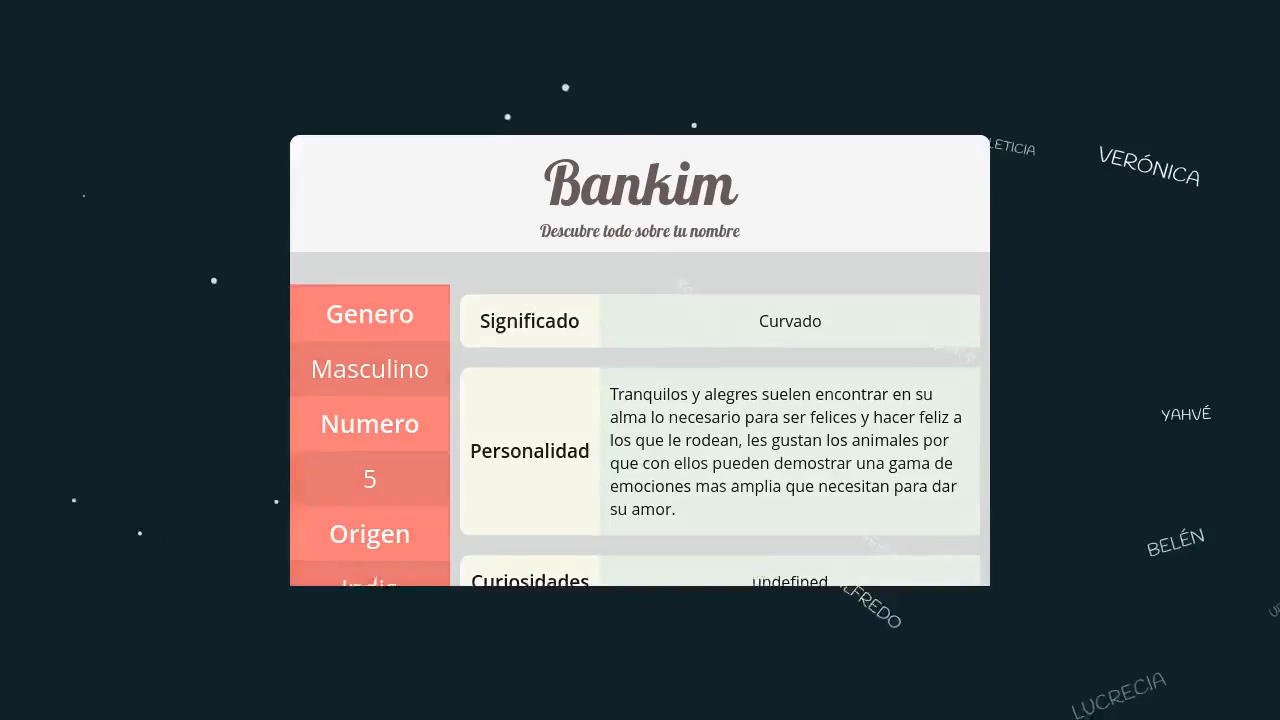 Bankim
Descubre todo sobre tu nombre
LETICIA
VERÓNICA
Genero
Masculino
Numero
5
Origen
Significado
Curvado
Personalidad
Tranquilos y alegres suelen encontrar en su
alma lo necesario para ser felices y hacer feliz a
los que le rodean, les gustan los animales por
que con ellos pueden demostrar una gama de
emociones mas amplia que necesitan para dar
su amor.
Curiosidades
undefined
YAHVÉ
BELÉN
LFREDO
LUCRECIA